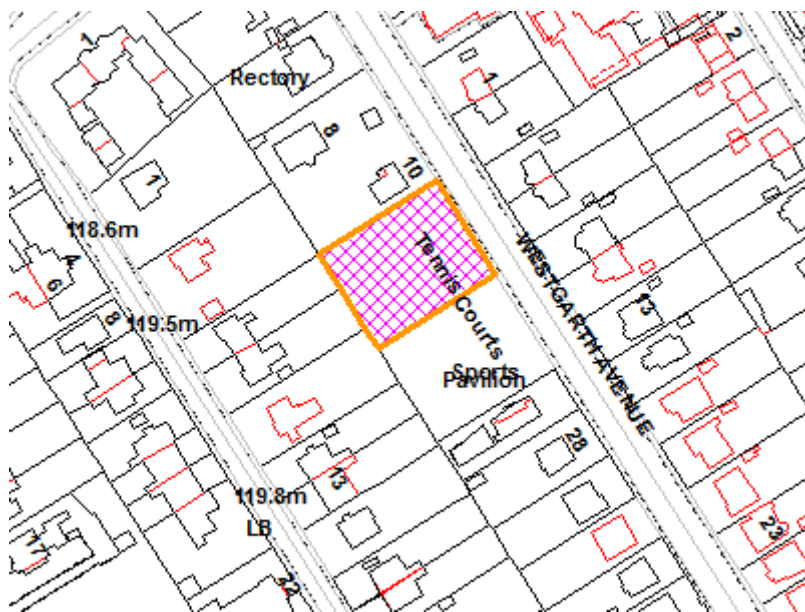 1
2
Rectory
1
8
10
1
118.6m
Tennis Courts
WESTGARTH AVENUE
4
6
119.5m
8
13
Sports
Pavilion
28
13
119.8m
LB
17
23
22